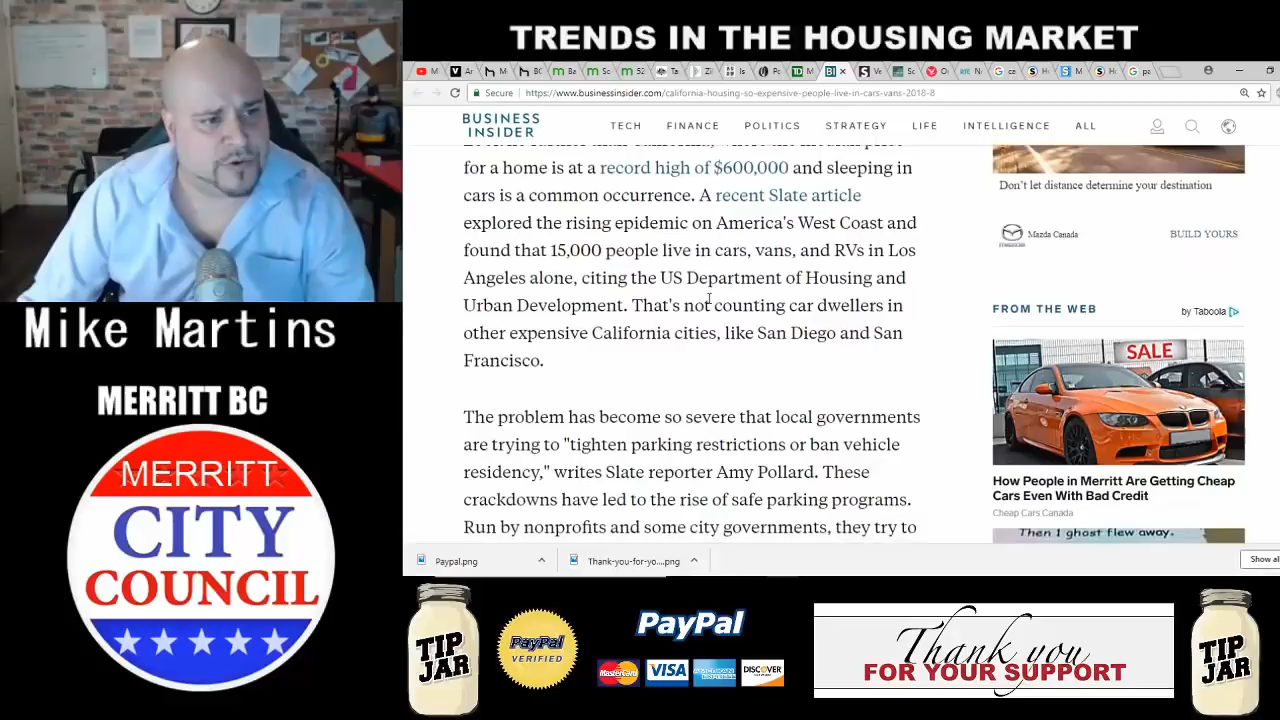 TRENDS IN THE HOUSING MARKET
Secure
https://www.businessinsider.com/california-housing-so-expensive-people-live-in-cars-vans-2018-8
BUSINESS
INSIDER
TECH FINANCE POLITICS STRATEGY LIFE INTELLIGENCE ALL
for a home is at a record high of $600,000 and sleeping in
cars is a common occurrence. A recent Slate article
explored the rising epidemic on America's West Coast and
found that 15,000 people live in cars, vans, and RVs in Los
Angeles alone, citing the US Department of Housing and
Urban Development. That's not counting car dwellers in
other expensive California cities, like San Diego and San
Francisco.
The problem has become so severe that local governments
are trying to "tighten parking restrictions or ban vehicle
residency," writes Slate reporter Amy Pollard. These
crackdowns have led to the rise of safe parking programs.
Run by nonprofits and some city governments, they try to
Don't let distance determine your destination
Mazda Canada
BUILD YOURS
FROM THE WEB
by Taboola
SALE
How People in Merritt Are Getting Cheap
Cars Even With Bad Credit
Cheap Cars Canada
Then I ghost flew away.
Paypal.png
Thank-you-for-yo....png
Show al
Mike Martins
MERRITT BC
MERRITT
CITY
COUNCIL
TIP
JAR
PayPal
VERIFIED
PayPal
MasterCard
VISA
DISCOVER
Thank you
FOR YOUR SUPPORT
TIP
JAR